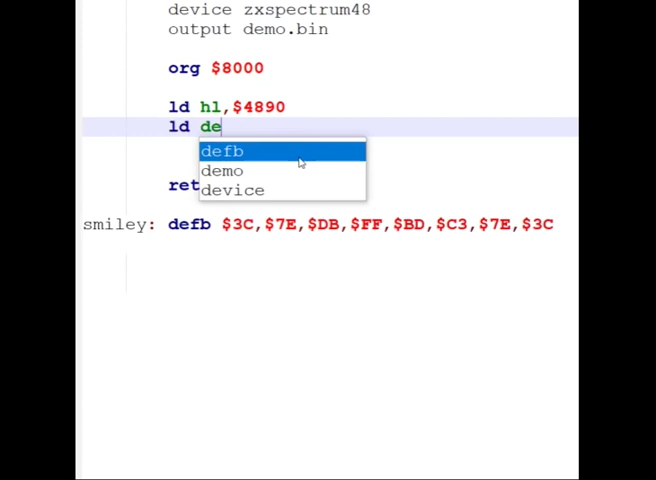 device zxspectrum48
output demo.bin
org $8000
ld hl,$4890
ld de
defb
demo
device
ret
smiley: defb $3C,$7E,$DB,$FF,$BD,$C3,$7E,$3C